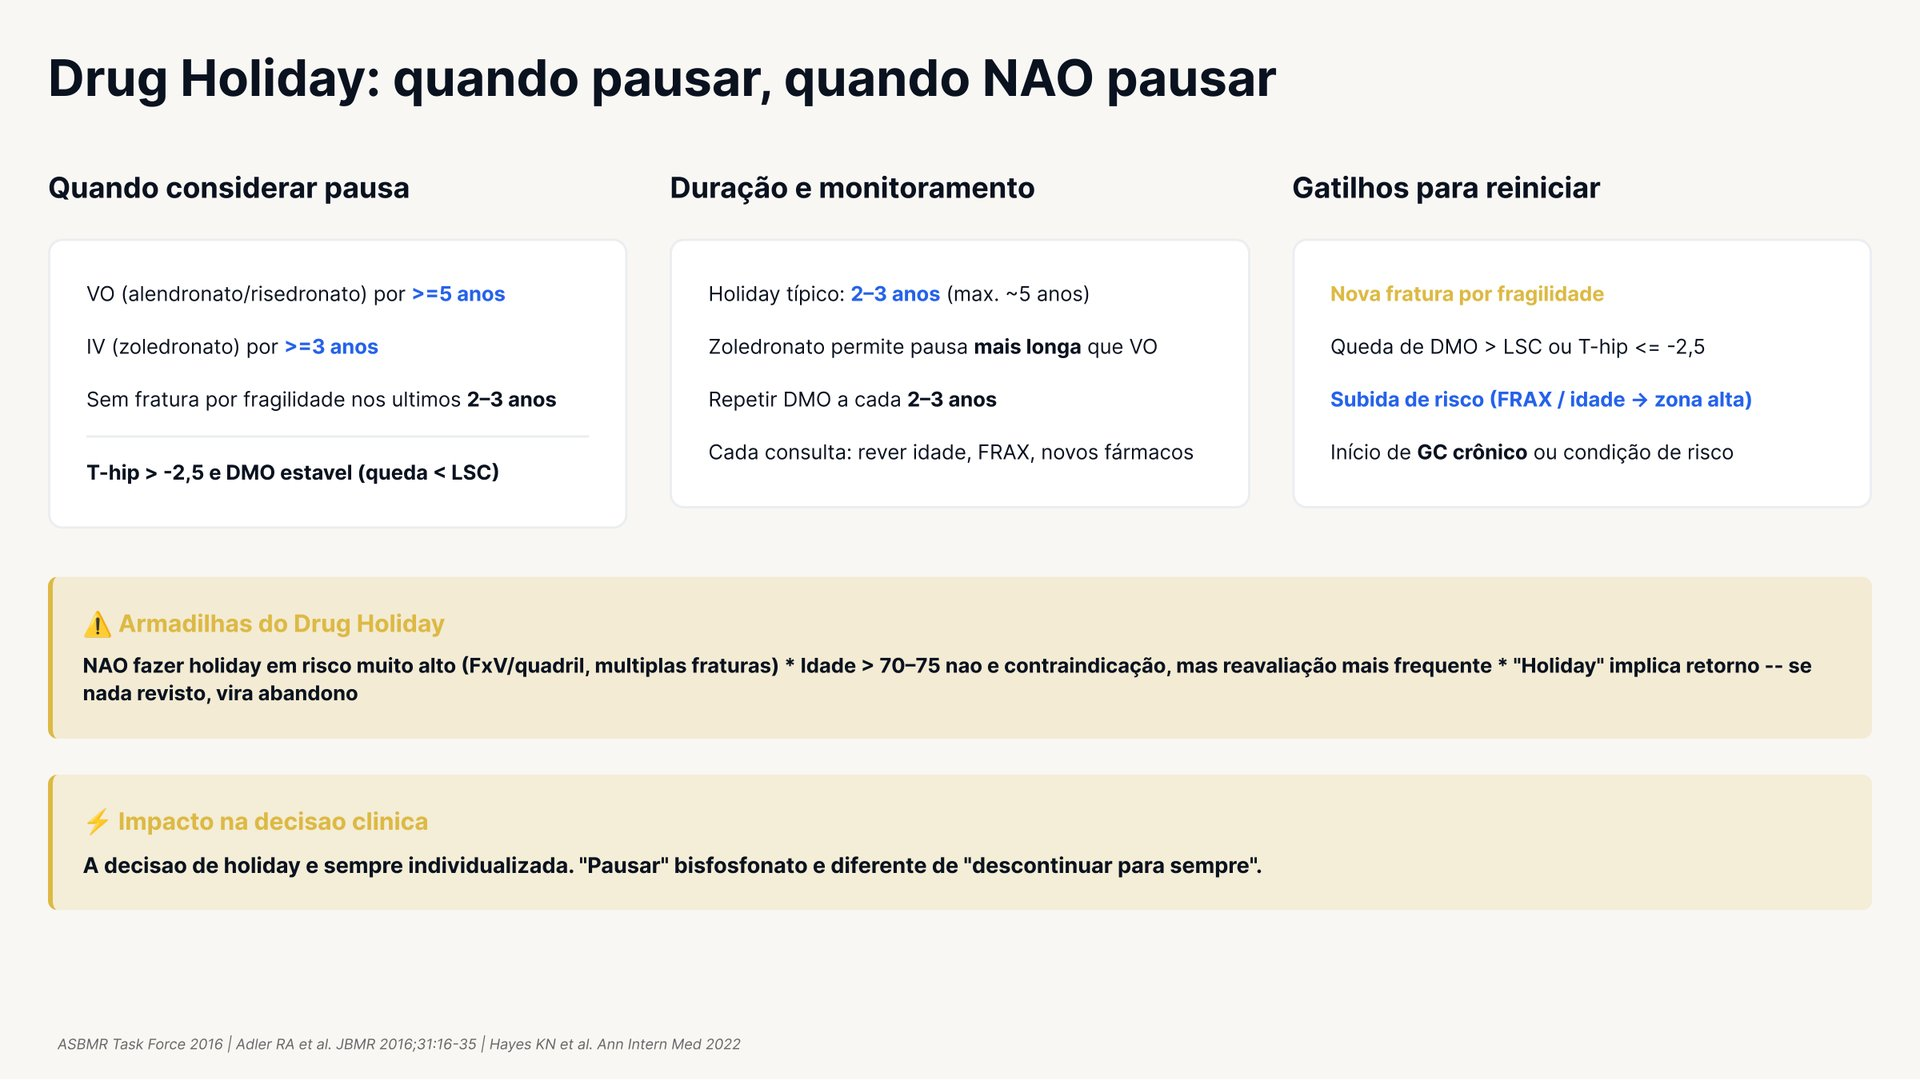 Drug Holiday: quando pausar, quando NAO pausar
Quando considerar pausa
VO (alendronato/risedronato) por >=5 anos
IV (zoledronato) por >=3 anos
Sem fratura por fragilidade nos ultimos 2–3 anos
T-hip > -2,5 e DMO estavel (queda < LSC)
Duração e monitoramento
Holiday típico: 2–3 anos (max. ~5 anos)
Zoledronato permite pausa mais longa que VO
Repetir DMO a cada 2–3 anos
Cada consulta: rever idade, FRAX, novos fármacos
Gatilhos para reiniciar
Nova fratura por fragilidade
Queda de DMO > LSC ou T-hip <= -2,5
Subida de risco (FRAX / idade → zona alta)
Início de GC crônico ou condição de risco
⚠️ Armadilhas do Drug Holiday
NAO fazer holiday em risco muito alto (FxV/quadril, multiplas fraturas) * Idade > 70–75 nao e contraindicação, mas reavaliação mais frequente * "Holiday" implica retorno -- se
nada revisto, vira abandono
⚡ Impacto na decisao clinica
A decisao de holiday e sempre individualizada. "Pausar" bisfosfonato e diferente de "descontinuar para sempre".
ASBMR Task Force 2016 | Adler RA et al. JBMR 2016;31:16-35 | Hayes KN et al. Ann Intern Med 2022